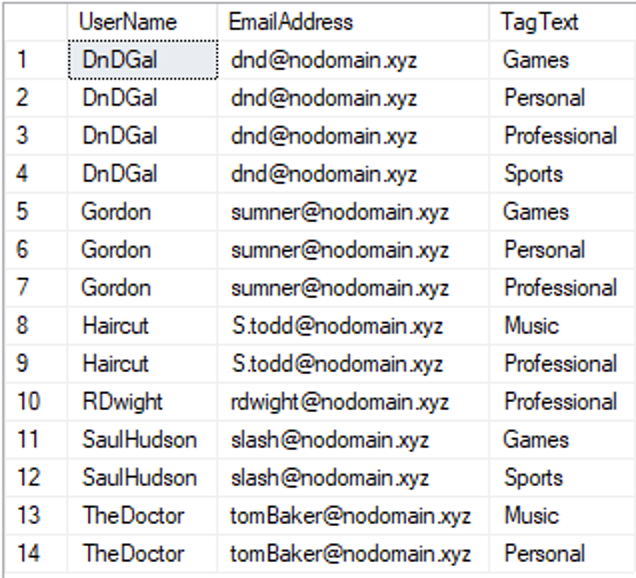 UserName EmailAddress TagText
1 DnDGal dnd@nodomain.xyz Games
2 DnDGal dnd@nodomain.xyz Personal
3 DnDGal dnd@nodomain.xyz Professional
4 DnDGal dnd@nodomain.xyz Sports
5 Gordon sumner@nodomain.xyz Games
6 Gordon sumner@nodomain.xyz Personal
7 Gordon sumner@nodomain.xyz Professional
8 Haircut S.todd@nodomain.xyz Music
9 Haircut S.todd@nodomain.xyz Professional
10 RDwight rdwight@nodomain.xyz Professional
11 SaulHudson slash@nodomain.xyz Games
12 SaulHudson slash@nodomain.xyz Sports
13 TheDoctor tomBaker@nodomain.xyz Music
14 TheDoctor tomBaker@nodomain.xyz Personal